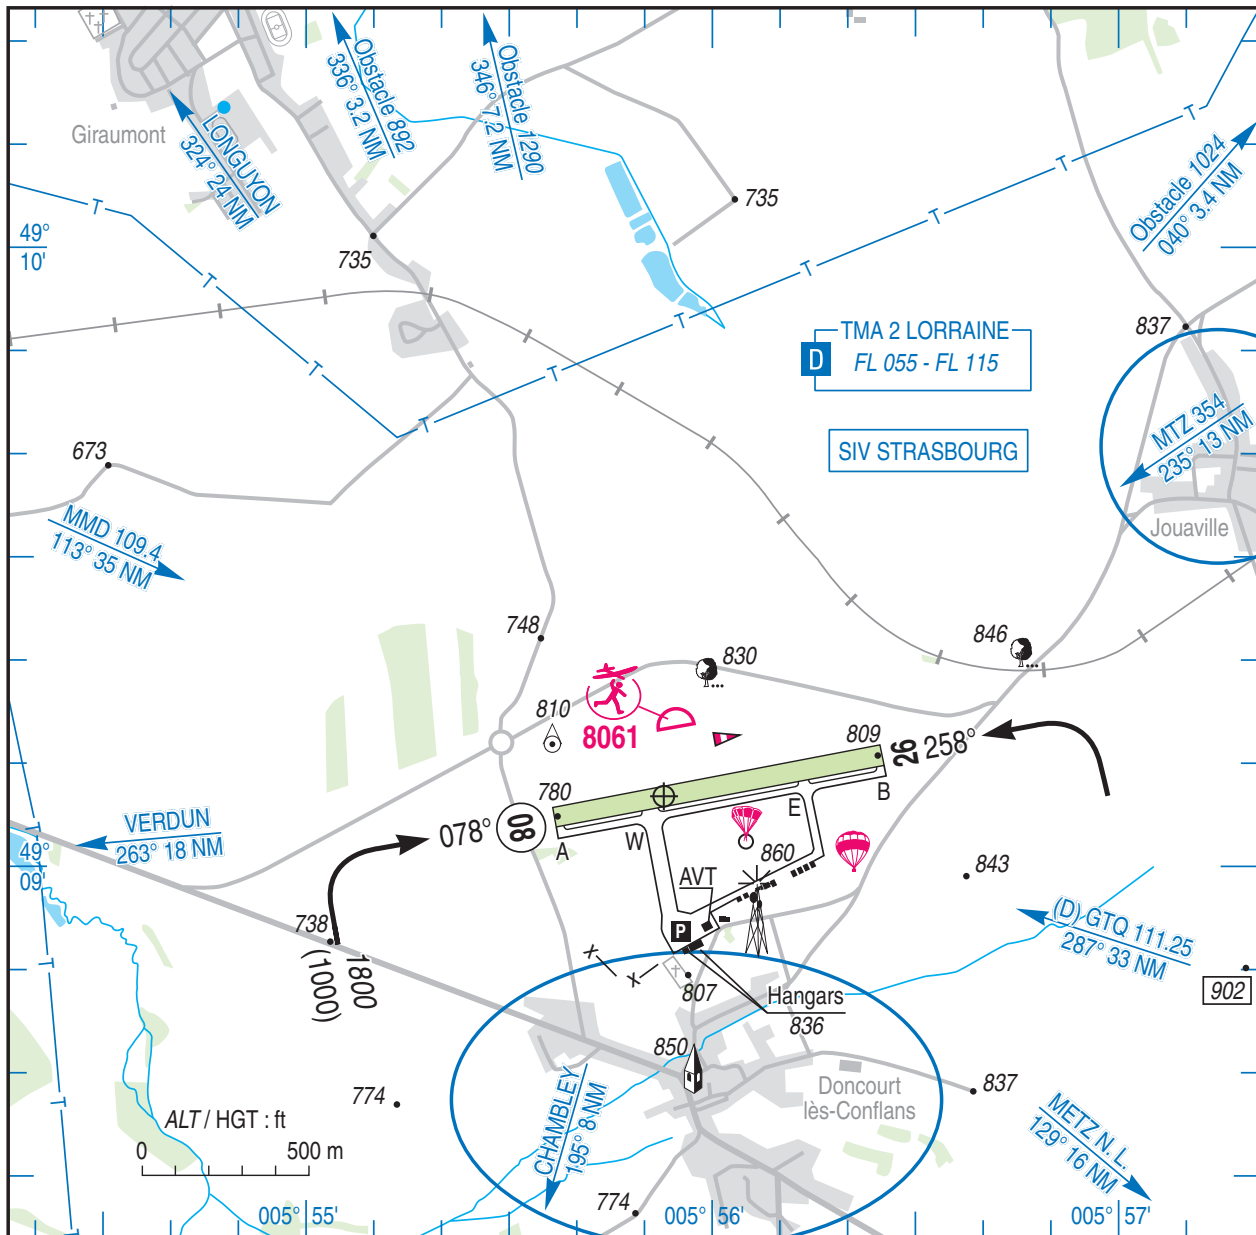 Obstacle 892
336° 3.2 NM
Obstacle 1290
346° 7.2 NM
Giraumont
LONGUYON
324° 24 NM
Obstacle 1024
040° 3.4 NM
T
T
T
T
T
T
T
T
T
735
735
49°
10'
837
TMA 2 LORRAINE
D
FL 055 - FL 115
SIV STRASBOURG
MTZ 354
235° 13 NM
Jouaville
673
MMD 109.4
113° 35 NM
748
830
846
810
8061
809
26
258°
780
08
078°
A
W
E
B
VERDUN
263° 18 NM
49°
09'
AVT
860
843
(D) GTQ 111.25
287° 33 NM
738
1800
(1000)
P
X
X
807
Hangars
836
902
850
Doncourt
lès-Conflans
837
774
CHAMBLEY
195° 8 NM
METZ N. L.
129° 16 NM
ALT / HGT : ft
0
500 m
T
T
T
774
005° 55'
005° 56'
005° 57'